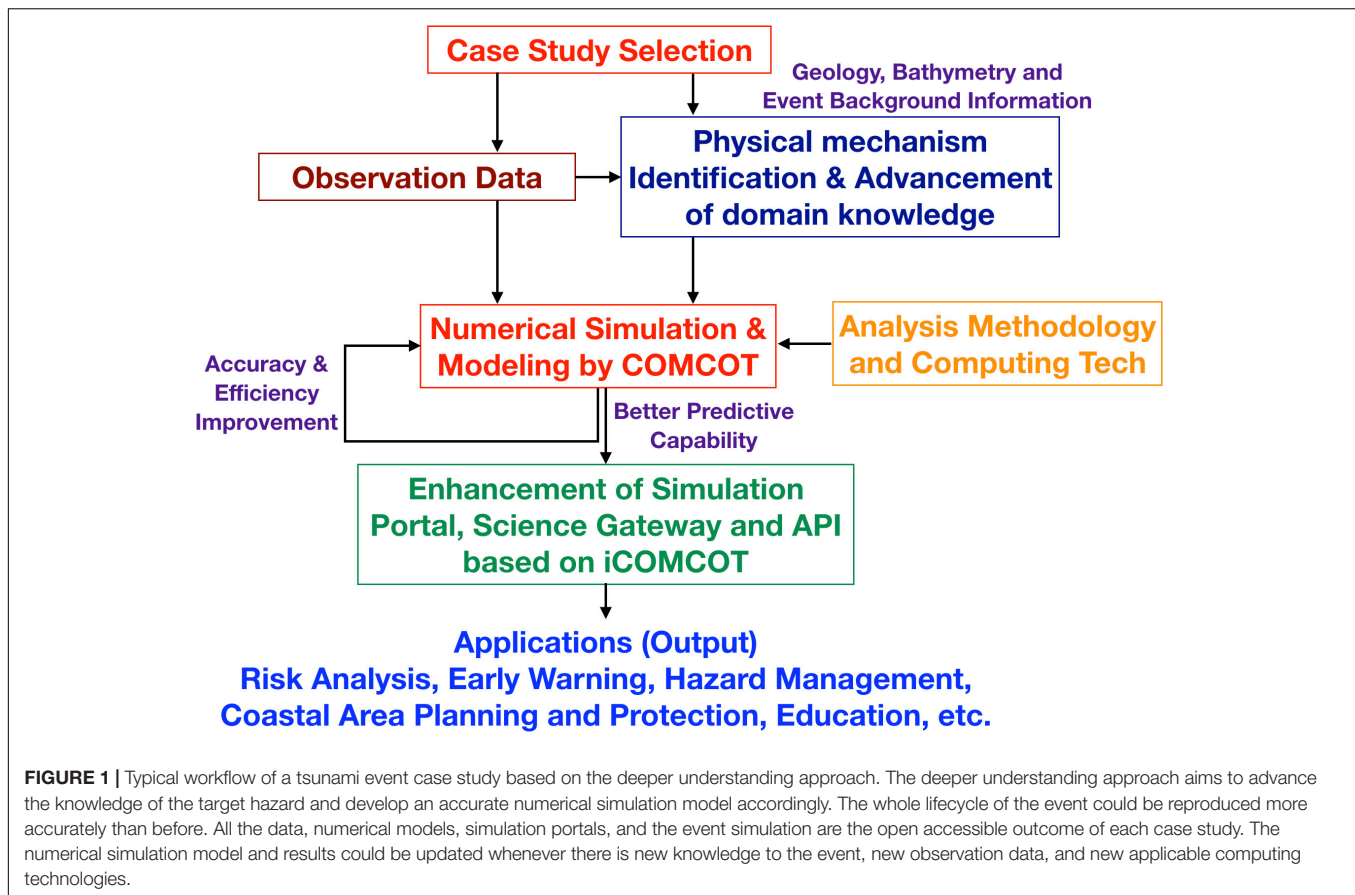 Case Study Selection
Geology, Bathymetry and
Event Background Information
Observation Data
Physical mechanism
Identification & Advancement
of domain knowledge
Numerical Simulation &
Modeling by COMCOT
Analysis Methodology
and Computing Tech
Accuracy &
Efficiency
Improvement
Better Predictive
Capability
Enhancement of Simulation
Portal, Science Gateway and API
based on iCOMCOT
Applications (Output)
Risk Analysis, Early Warning, Hazard Management,
Coastal Area Planning and Protection, Education, etc.
FIGURE 1 | Typical workflow of a tsunami event case study based on the deeper understanding approach. The deeper understanding approach aims to advance
the knowledge of the target hazard and develop an accurate numerical simulation model accordingly. The whole lifecycle of the event could be reproduced more
accurately than before. All the data, numerical models, simulation portals, and the event simulation are the open accessible outcome of each case study. The
numerical simulation model and results could be updated whenever there is new knowledge to the event, new observation data, and new applicable computing
technologies.